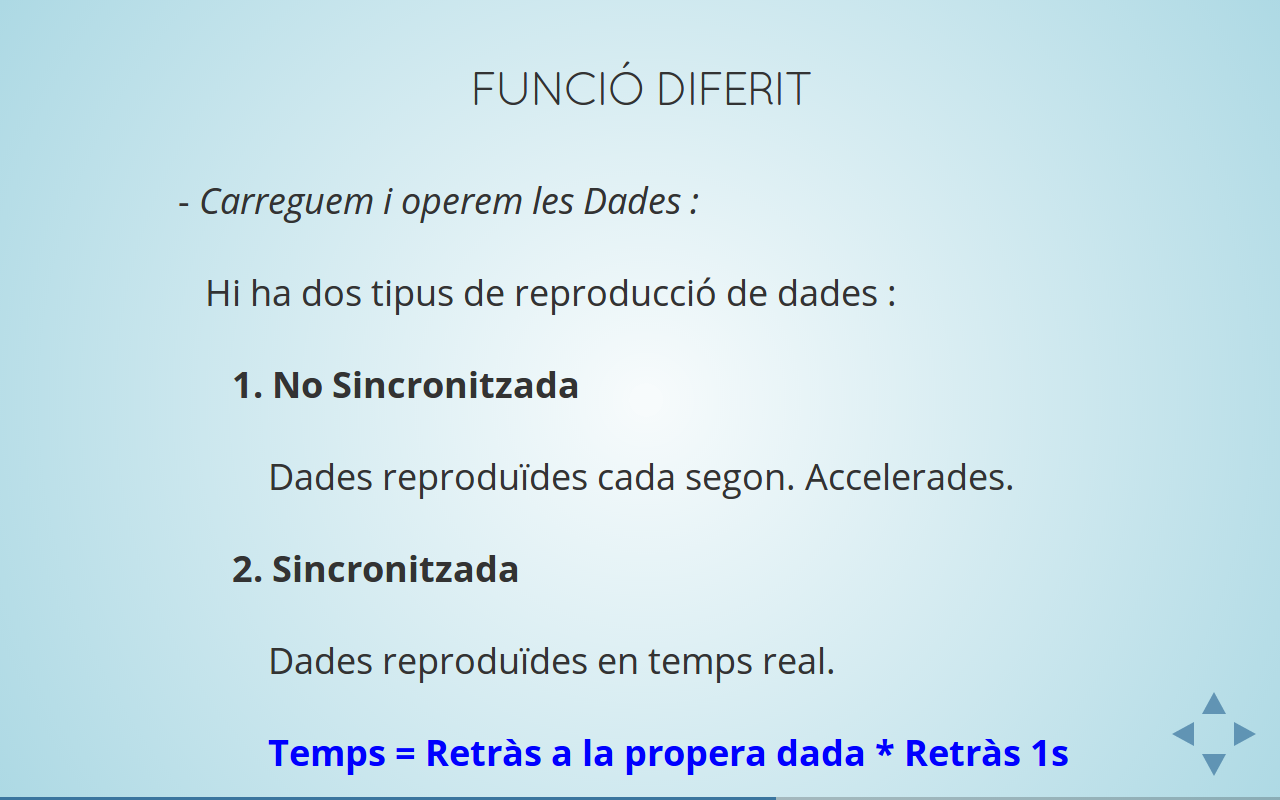 FUNCIÓ DIFERIT
- Carreguem i operem les Dades :
Hi ha dos tipus de reproducció de dades :
1. No Sincronitzada
Dades reproduïdes cada segon. Accelerades.
2. Sincronitzada
Dades reproduïdes en temps real.
Temps = Retràs a la propera dada * Retràs 1s